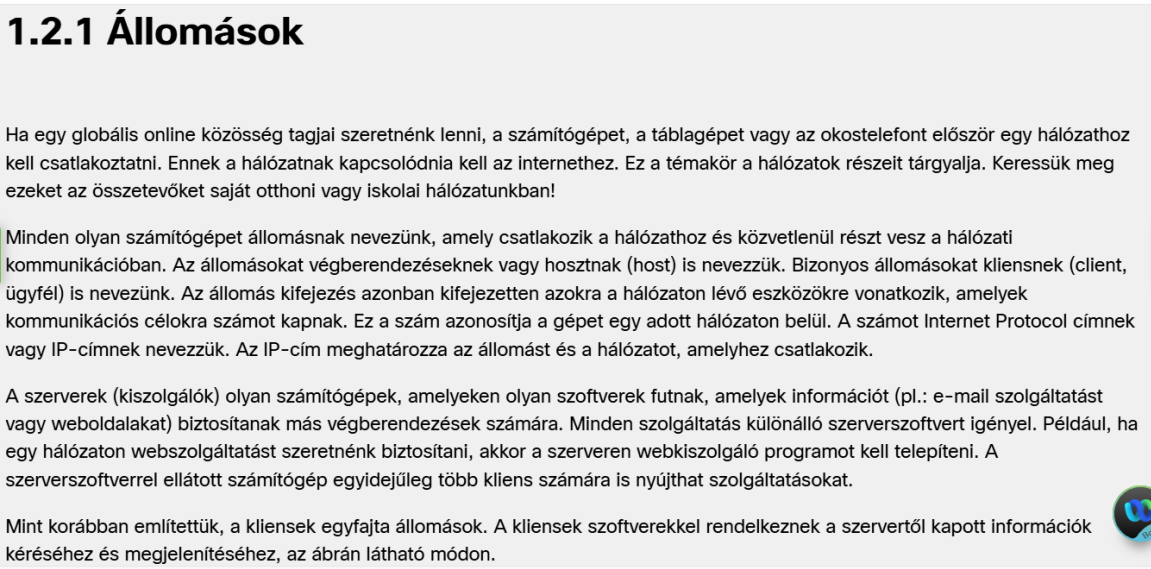 1.2.1 Állomások
Ha egy globális online közösség tagjai szeretnénk lenni, a számítógépet, a táblagépet vagy az okostelefont először egy hálózathoz
kell csatlakoztatni. Ennek a hálózatnak kapcsolódnia kell az internethez. Ez a témakör a hálózatok részeit tárgyalja. Keressük meg
ezeket az összetevőket saját otthoni vagy iskolai hálózatunkban!
Minden olyan számítógépet állomásnak nevezünk, amely csatlakozik a hálózathoz és közvetlenül részt vesz a hálózati
kommunikációban. Az állomásokat végberendezéseknek vagy hosztnak (host) is nevezzük. Bizonyos állomásokat kliensnek (client,
ügyfél) is nevezünk. Az állomás kifejezés azonban kifejezetten azokra a hálózaton lévő eszközökre vonatkozik, amelyek
kommunikációs célokra számot kapnak. Ez a szám azonosítja a gépet egy adott hálózaton belül. A számot Internet Protocol címnek
vagy IP-címnek nevezzük. Az IP-cím meghatározza az állomást és a hálózatot, amelyhez csatlakozik.
A szerverek (kiszolgálók) olyan számítógépek, amelyeken olyan szoftverek futnak, amelyek információt (pl.: e-mail szolgáltatást
vagy weboldalakat) biztosítanak más végberendezések számára. Minden szolgáltatás különálló szerverszoftvert igényel. Például, ha
egy hálózaton webszolgáltatást szeretnénk biztosítani, akkor a szerveren webkiszolgáló programot kell telepíteni. A
szerverszoftverrel ellátott számítógép egyidejűleg több kliens számára is nyújthat szolgáltatásokat.
Mint korábban említettük, a kliensek egyfajta állomások. A kliensek szoftverekkel rendelkeznek a szervertől kapott információk
kéréséhez és megjelenítéséhez, az ábrán látható módon.